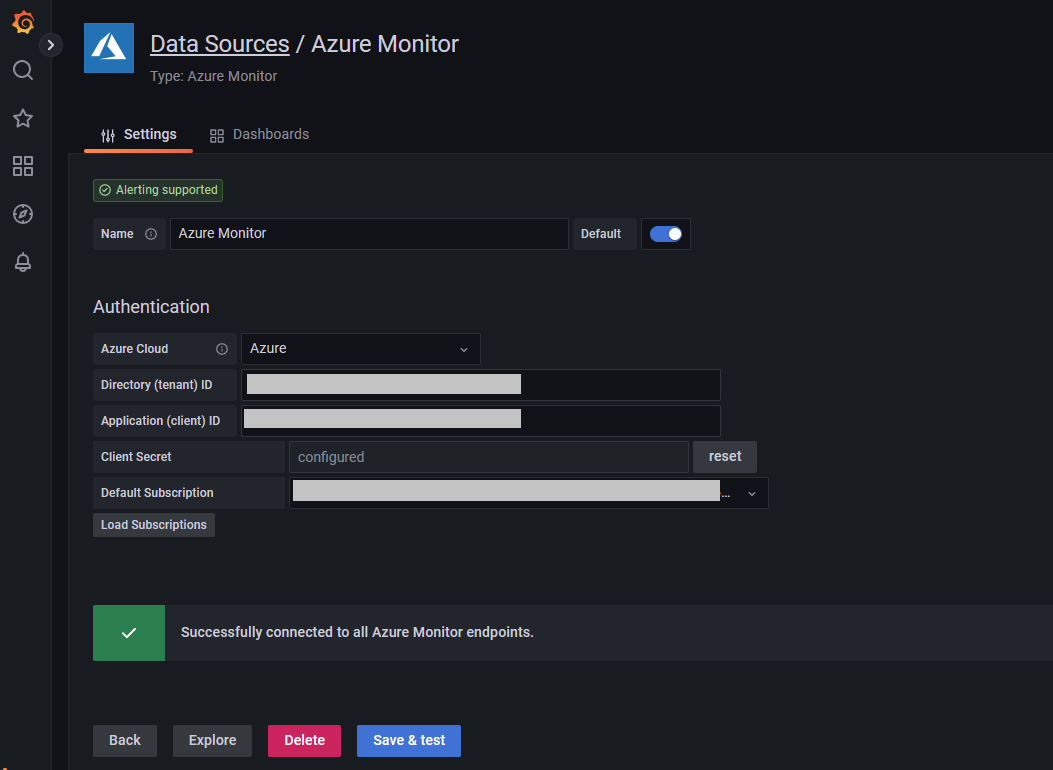 Data Sources / Azure Monitor
Type: Azure Monitor
Settings Dashboards
Alerting supported
Name Azure Monitor Default
Authentication
Azure Cloud Azure
Directory (tenant) ID
Application (client) ID
Client Secret configured reset
Default Subscription ...
Load Subscriptions
Successfully connected to all Azure Monitor endpoints.
Back Explore Delete Save & test